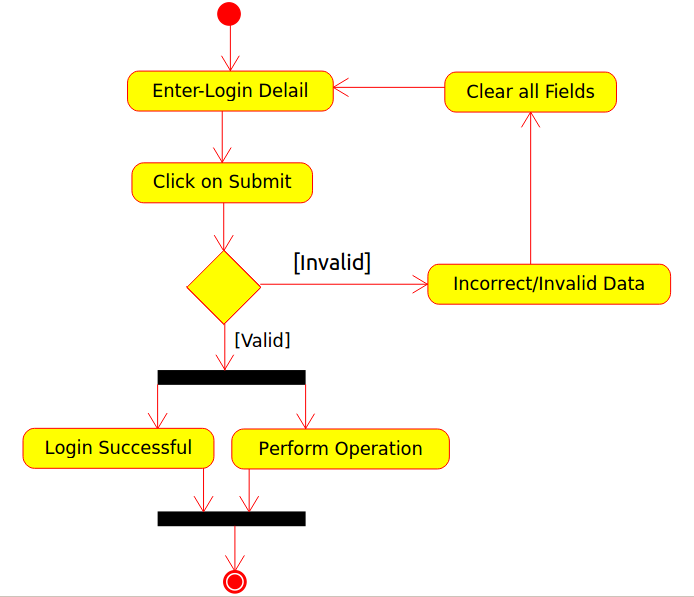 Enter-Login Delail
Clear all Fields
Click on Submit
[Invalid]
Incorrect/Invalid Data
[Valid]
Login Successful
Perform Operation